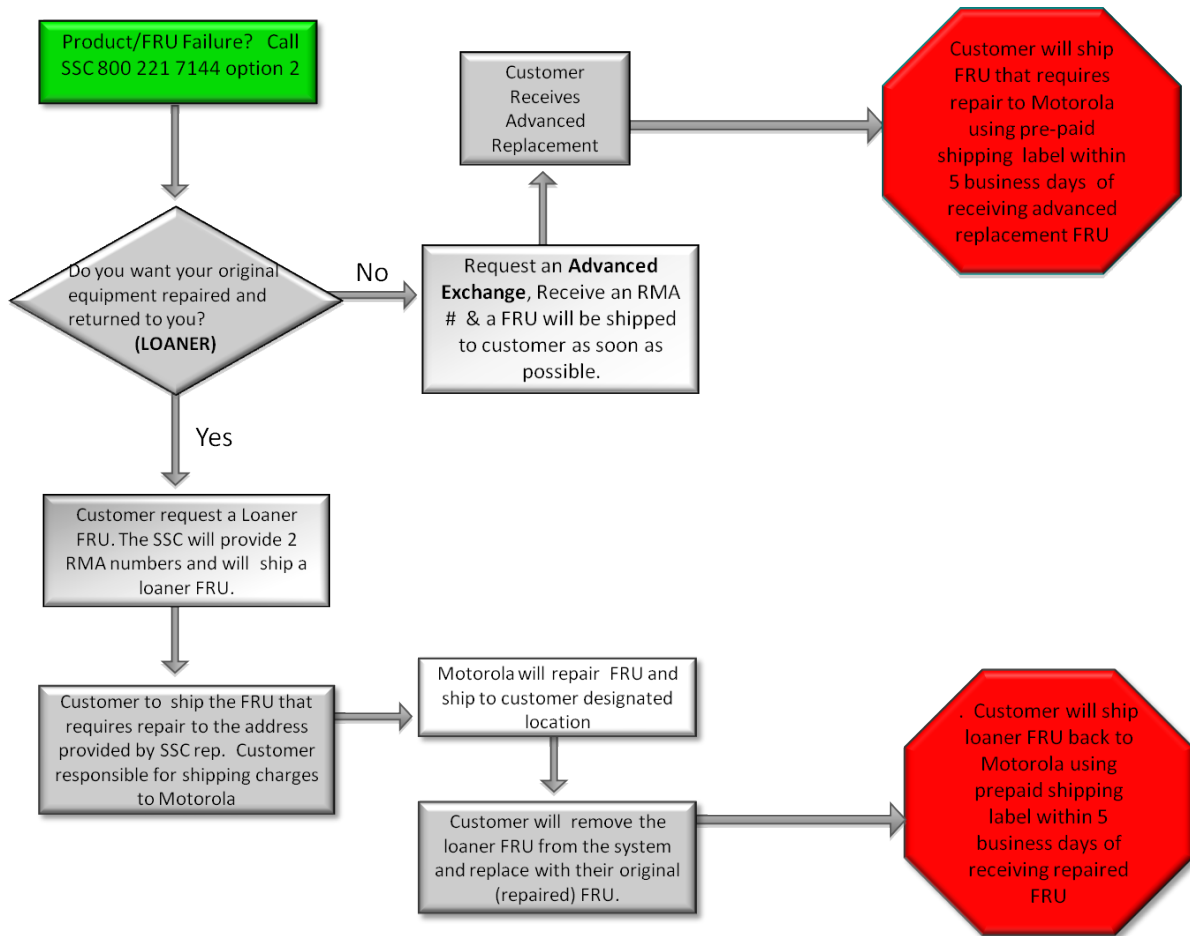 Product/FRU Failure? Call
SSC 800 221 7144 option 2
Do you want your original
equipment repaired and
returned to you?
(LOANER)
No
Request an Advanced
Exchange, Receive an RMA
# & a FRU will be shipped
to customer as soon as
possible.
Customer
Receives
Advanced
Replacement
Customer will ship
FRU that requires
repair to Motorola
using pre-paid
shipping label within
5 business days of
receiving advanced
replacement FRU
Yes
Customer request a Loaner
FRU. The SSC will provide 2
RMA numbers and will ship a
loaner FRU.
Customer to ship the FRU that
requires repair to the address
provided by SSC rep. Customer
responsible for shipping charges
to Motorola
Motorola will repair FRU and
ship to customer designated
location
Customer will remove the
loaner FRU from the system
and replace with their original
(repaired) FRU.
. Customer will ship
loaner FRU back to
Motorola using
prepaid shipping
label within 5
business days of
receiving repaired
FRU